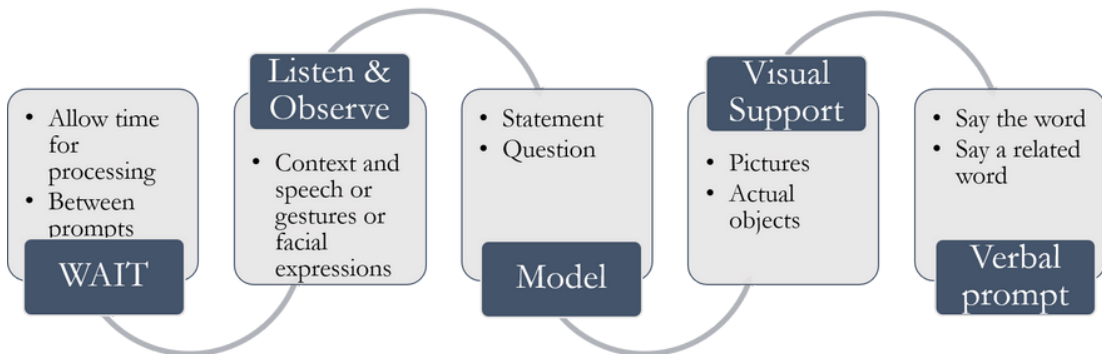 • Allow time
for
processing
• Between
prompts
WAIT
Listen &
Observe
• Context and
speech or
gestures or
facial
expressions
• Statement
• Question
Model
Visual
Support
• Pictures
• Actual
objects
• Say the word
• Say a related
word
Verbal
prompt